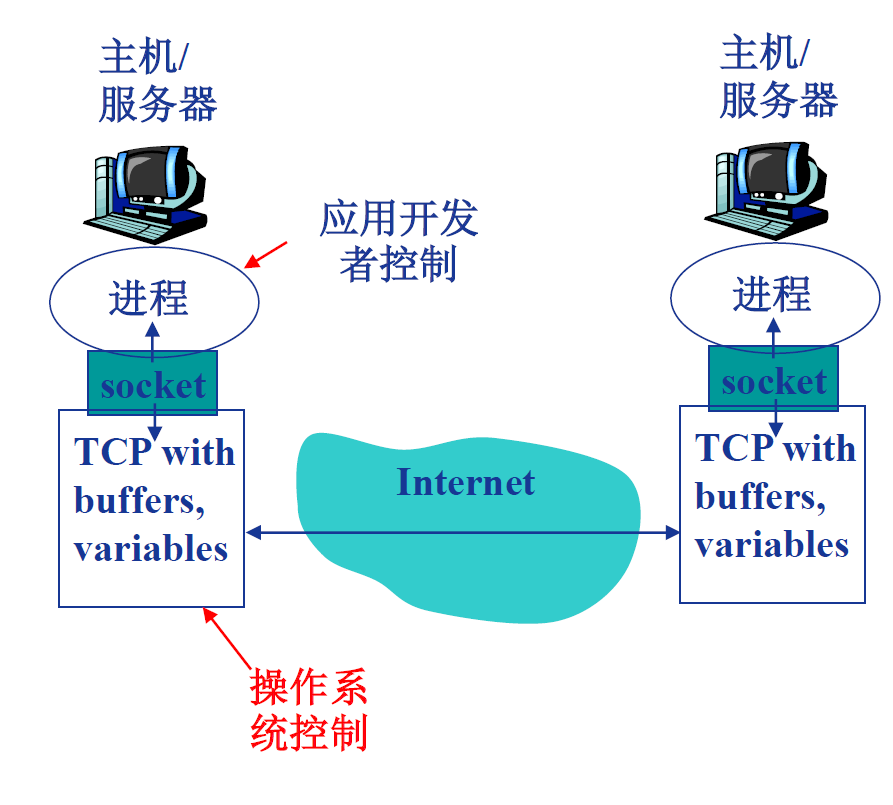 主机/
服务器
主机/
服务器
应用开发
者控制
进程
进程
socket
socket
TCP with
buffers,
variables
Internet
TCP with
buffers,
variables
操作系
统控制